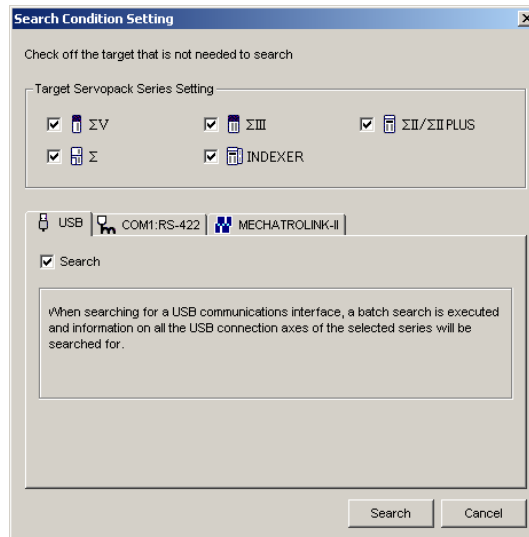 Search Condition Setting
Check off the target that is not needed to search
Target Servopack Series Setting
ΣV ΣIII ΣII/ΣIIPLUS
Σ INDEXER
USB COM1:RS-422 MECHATROLINK-II
Search
When searching for a USB communications interface, a batch search is executed
and information on all the USB connection axes of the selected series will be
searched for.
Search Cancel